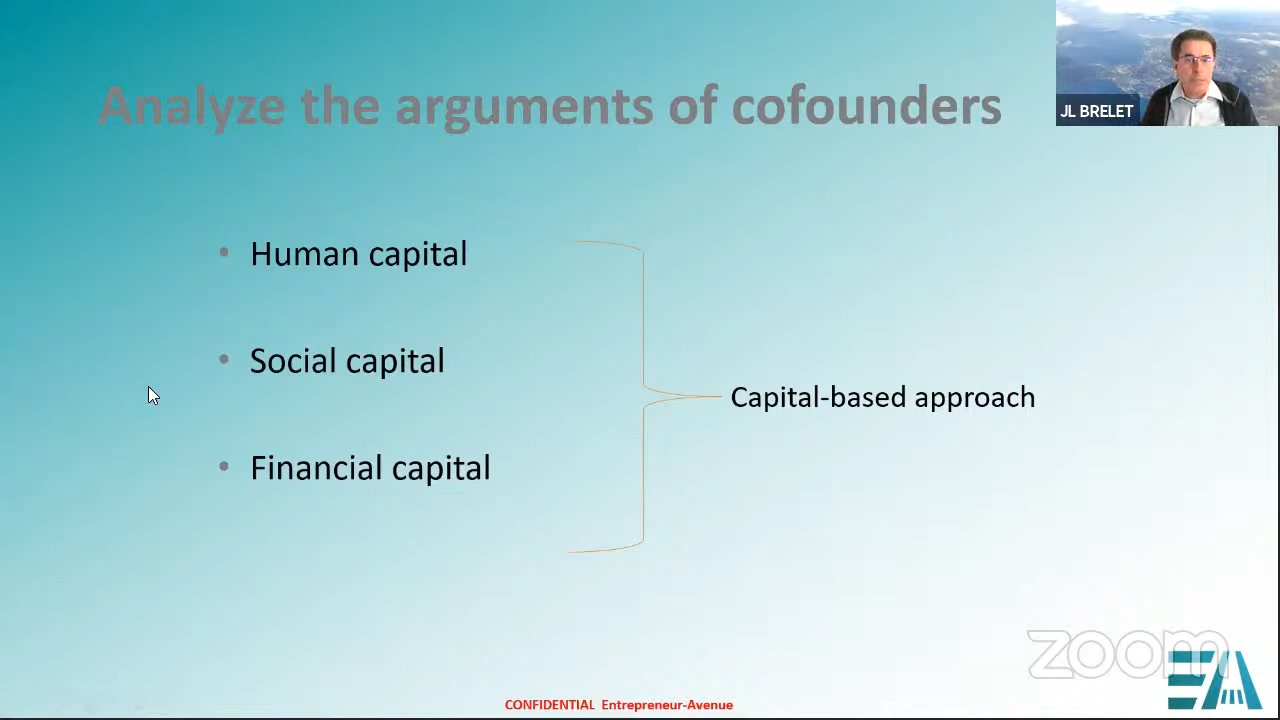 Analyze the arguments of cofounders
JL BRELET
Human capital
Social capital
Capital-based approach
Financial capital
zoom
EA
CONFIDENTIAL Entrepreneur-Avenue